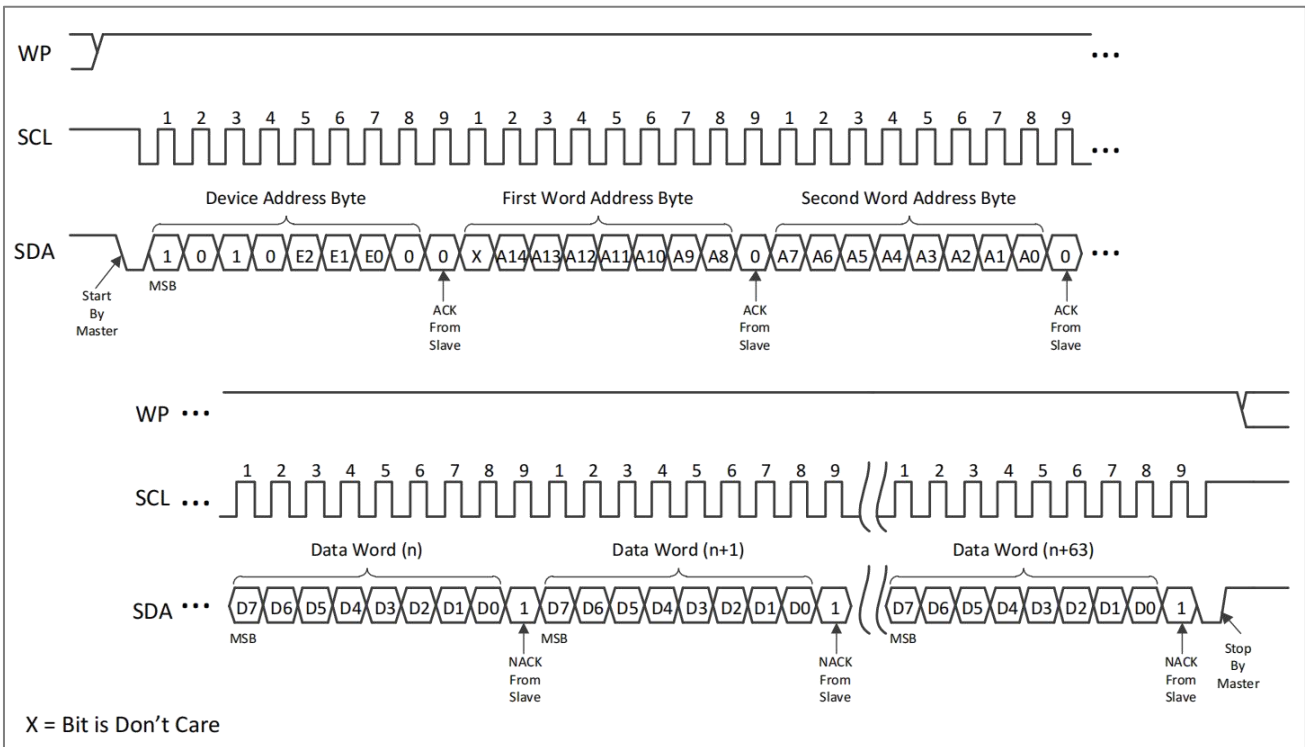 WP
...
1 2 3 4 5 6 7 8 9 1 2 3 4 5 6 7 8 9 1 2 3 4 5 6 7 8 9
SCL
...
Device Address Byte First Word Address Byte Second Word Address Byte
SDA 1 0 1 0 E2 E1 E0 0 0 X A14 A13 A12 A11 A10 A9 A8 0 A7 A6 A5 A4 A3 A2 A1 A0 0 ...
MSB
Start
By
Master
ACK
From
Slave
ACK
From
Slave
ACK
From
Slave
WP ...
1 2 3 4 5 6 7 8 9 1 2 3 4 5 6 7 8 9 1 2 3 4 5 6 7 8 9
SCL ...
Data Word (n) Data Word (n+1) Data Word (n+63)
SDA ... D7 D6 D5 D4 D3 D2 D1 D0 1 D7 D6 D5 D4 D3 D2 D1 D0 1 D7 D6 D5 D4 D3 D2 D1 D0 1
MSB MSB MSB
NACK
From
Slave
NACK
From
Slave
NACK
From
Slave
Stop
By
Master
X = Bit is Don't Care